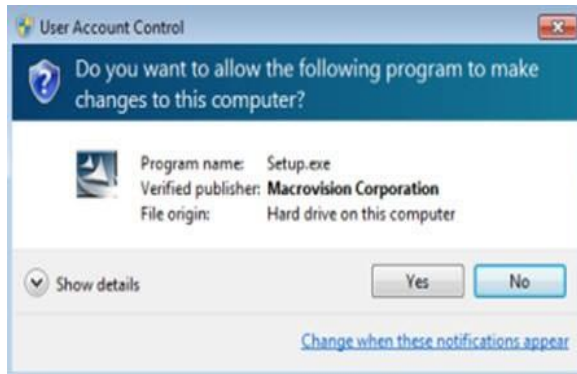 User Account Control
Do you want to allow the following program to make
changes to this computer?
Program name: Setup.exe
Verified publisher: Macrovision Corporation
File origin: Hard drive on this computer
Show details
Yes
No
Change when these notifications appear